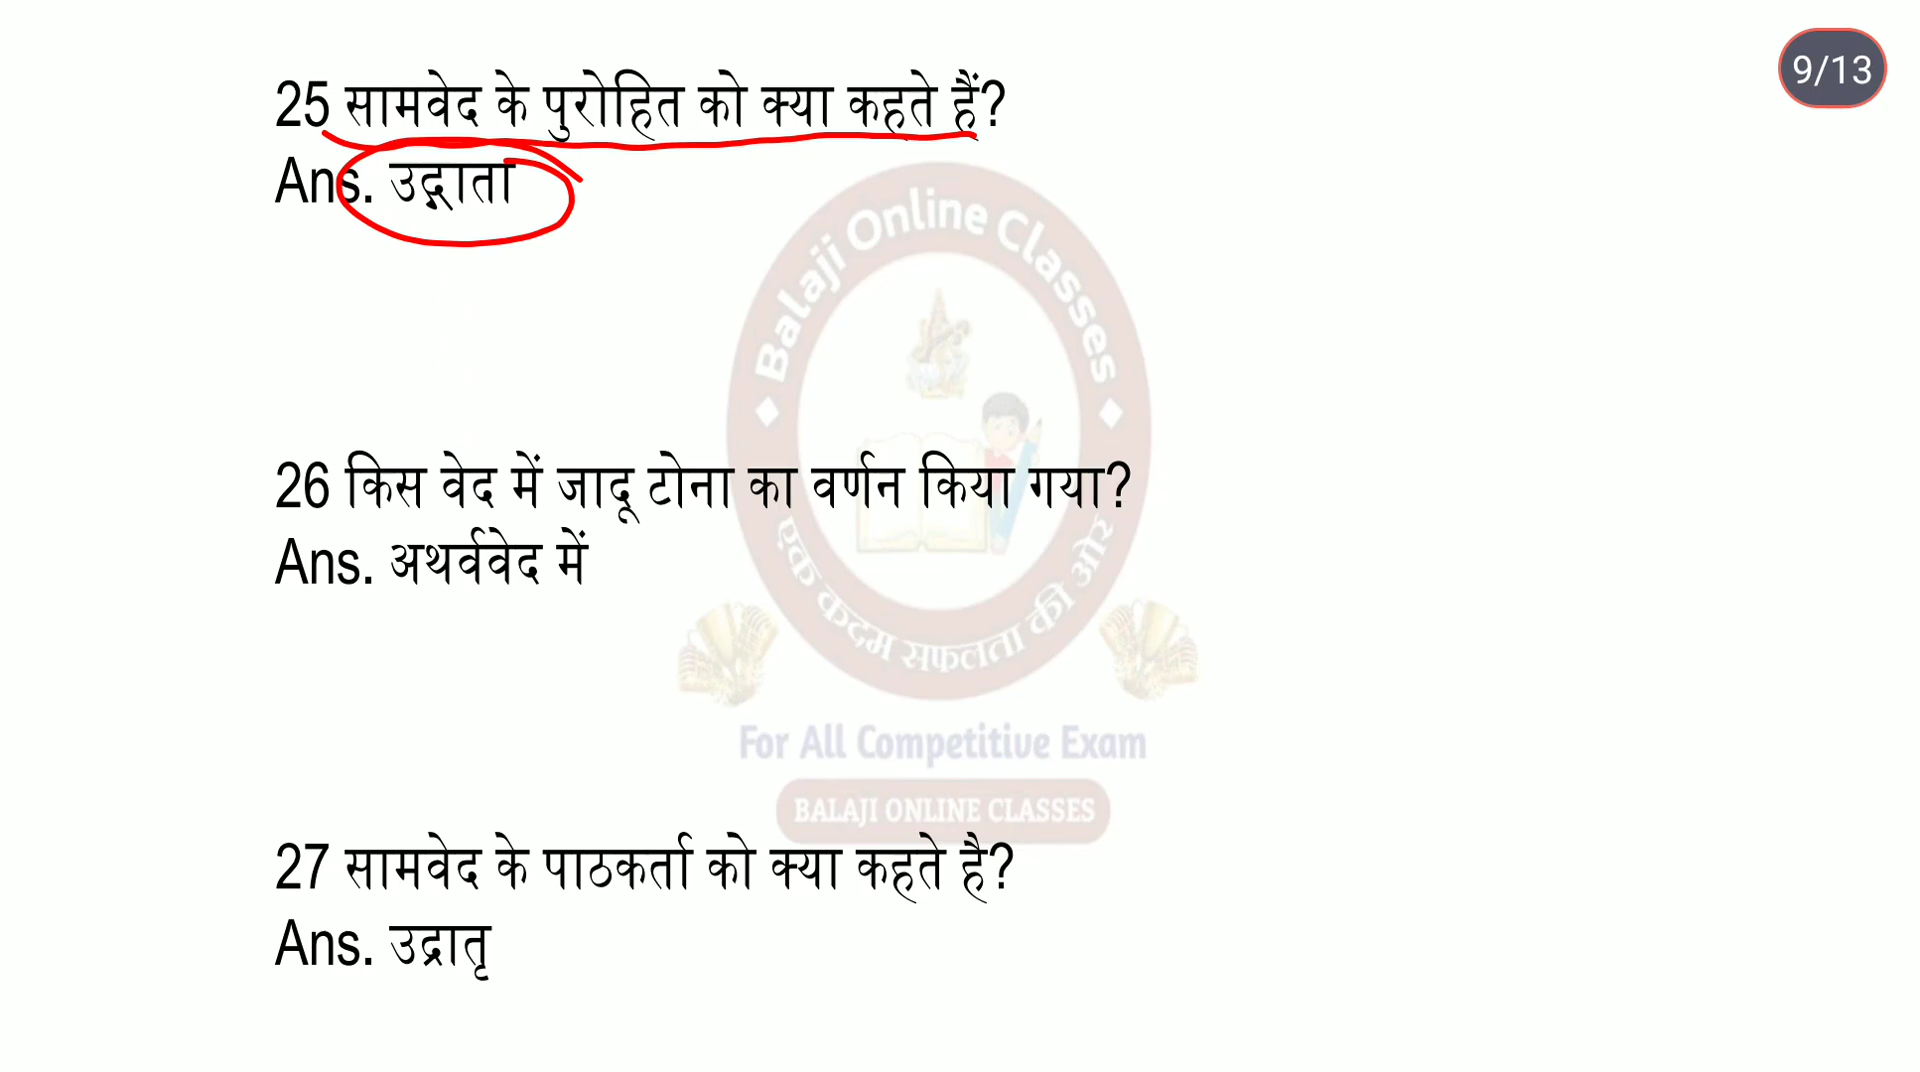 9/13
25 सामवेद के पुरोहित को क्या कहते हैं?
Ans. उद्गाता
Balaji Online Classes
26 किस वेद में जादू टोना का वर्णन किया गया?
Ans. अथर्ववेद में
एक कदम सफलता की ओर
For All Competitive Exam
BALAJI ONLINE CLASSES
27 सामवेद के पाठकर्ता को क्या कहते है?
Ans. उद्रातृ